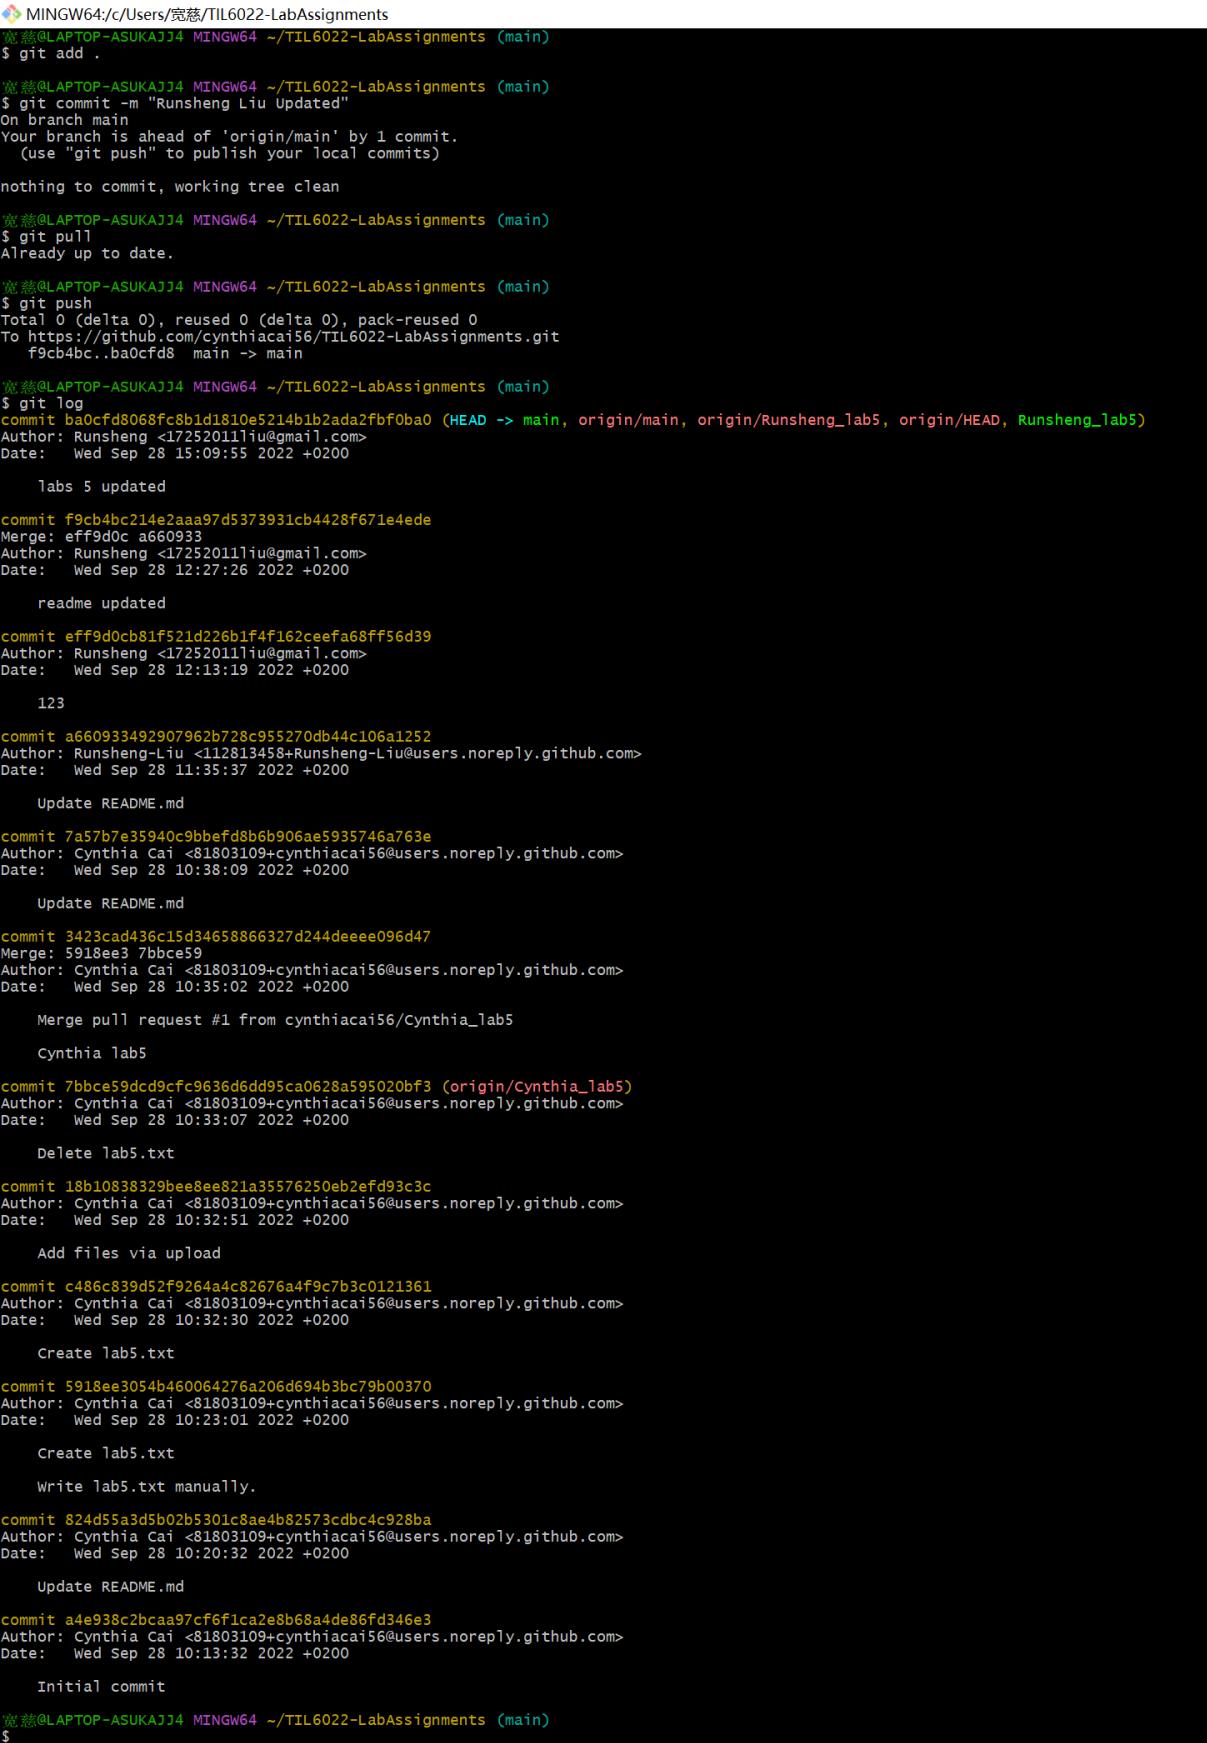 MINGW64:/c/Users/宽慈/TIL6022-LabAssignments
宽慈@LAPTOP-ASUKAJJ4 MINGW64 ~/TIL6022-LabAssignments (main)
$ git add .
宽慈@LAPTOP-ASUKAJJ4 MINGW64 ~/TIL6022-LabAssignments (main)
$ git commit -m "Runsheng Liu Updated"
On branch main
Your branch is ahead of 'origin/main' by 1 commit.
  (use "git push" to publish your local commits)
nothing to commit, working tree clean
宽慈@LAPTOP-ASUKAJJ4 MINGW64 ~/TIL6022-LabAssignments (main)
$ git pull
Already up to date.
宽慈@LAPTOP-ASUKAJJ4 MINGW64 ~/TIL6022-LabAssignments (main)
$ git push
Total 0 (delta 0), reused 0 (delta 0), pack-reused 0
To https://github.com/cynthiacai56/TIL6022-LabAssignments.git
   f9cb4bc..ba0cfd8  main -> main
宽慈@LAPTOP-ASUKAJJ4 MINGW64 ~/TIL6022-LabAssignments (main)
$ git log
commit ba0cfd8068fc8b1d1810e5214b1b2ada2fbf0ba0 (HEAD -> main, origin/main, origin/Runsheng_lab5, origin/HEAD, Runsheng_lab5)
Author: Runsheng <17252011liu@gmail.com>
Date:   Wed Sep 28 15:09:55 2022 +0200
    labs 5 updated
commit f9cb4bc214e2aaa97d5373931cb4428f671e4ede
Merge: eff9d0c a660933
Author: Runsheng <17252011liu@gmail.com>
Date:   Wed Sep 28 12:27:26 2022 +0200
    readme updated
commit eff9d0cb81f521d226b1f4f162ceefa68ff56d39
Author: Runsheng <17252011liu@gmail.com>
Date:   Wed Sep 28 12:13:19 2022 +0200
    123
commit a660933492907962b728c955270db44c106a1252
Author: Runsheng-Liu <112813458+Runsheng-Liu@users.noreply.github.com>
Date:   Wed Sep 28 11:35:37 2022 +0200
    Update README.md
commit 7a57b7e35940c9bbefd8b6b906ae5935746a763e
Author: Cynthia Cai <81803109+cynthiacai56@users.noreply.github.com>
Date:   Wed Sep 28 10:38:09 2022 +0200
    Update README.md
commit 3423cad436c15d34658866327d244deeee096d47
Merge: 5918ee3 7bbce59
Author: Cynthia Cai <81803109+cynthiacai56@users.noreply.github.com>
Date:   Wed Sep 28 10:35:02 2022 +0200
    Merge pull request #1 from cynthiacai56/Cynthia_lab5
    Cynthia lab5
commit 7bbce59dcd9cfc9636d6dd95ca0628a595020bf3 (origin/Cynthia_lab5)
Author: Cynthia Cai <81803109+cynthiacai56@users.noreply.github.com>
Date:   Wed Sep 28 10:33:07 2022 +0200
    Delete lab5.txt
commit 18b10838329bee8ee821a35576250eb2efd93c3c
Author: Cynthia Cai <81803109+cynthiacai56@users.noreply.github.com>
Date:   Wed Sep 28 10:32:51 2022 +0200
    Add files via upload
commit c486c839d52f9264a4c82676a4f9c7b3c0121361
Author: Cynthia Cai <81803109+cynthiacai56@users.noreply.github.com>
Date:   Wed Sep 28 10:32:30 2022 +0200
    Create lab5.txt
commit 5918ee3054b460064276a206d694b3bc79b00370
Author: Cynthia Cai <81803109+cynthiacai56@users.noreply.github.com>
Date:   Wed Sep 28 10:23:01 2022 +0200
    Create lab5.txt
    Write lab5.txt manually.
commit 824d55a3d5b02b5301c8ae4b82573cdbc4c928ba
Author: Cynthia Cai <81803109+cynthiacai56@users.noreply.github.com>
Date:   Wed Sep 28 10:20:32 2022 +0200
    Update README.md
commit a4e938c2bcaa97cf6f1ca2e8b68a4de86fd346e3
Author: Cynthia Cai <81803109+cynthiacai56@users.noreply.github.com>
Date:   Wed Sep 28 10:13:32 2022 +0200
    Initial commit
宽慈@LAPTOP-ASUKAJJ4 MINGW64 ~/TIL6022-LabAssignments (main)
$